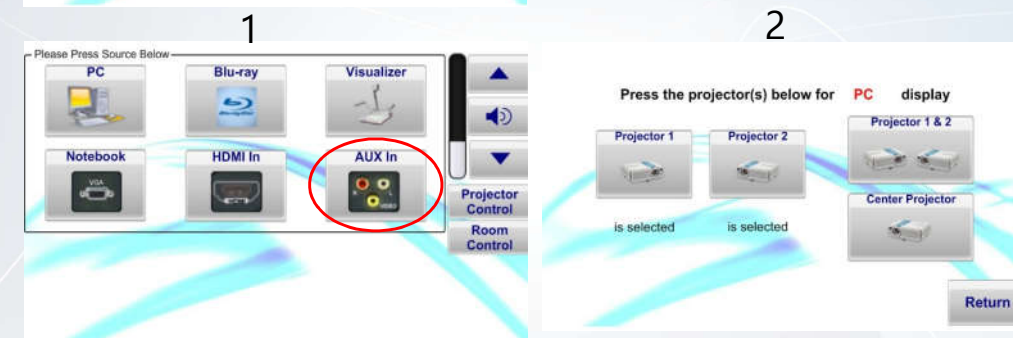 1
Please Press Source Below
PC
Blu-ray
Visualizer
Notebook
HDMI In
AUX In
VGA
Projector
Control
Room
Control
2
Press the projector(s) below for PC display
Projector 1
Projector 2
Projector 1 & 2
Center Projector
is selected
is selected
Return